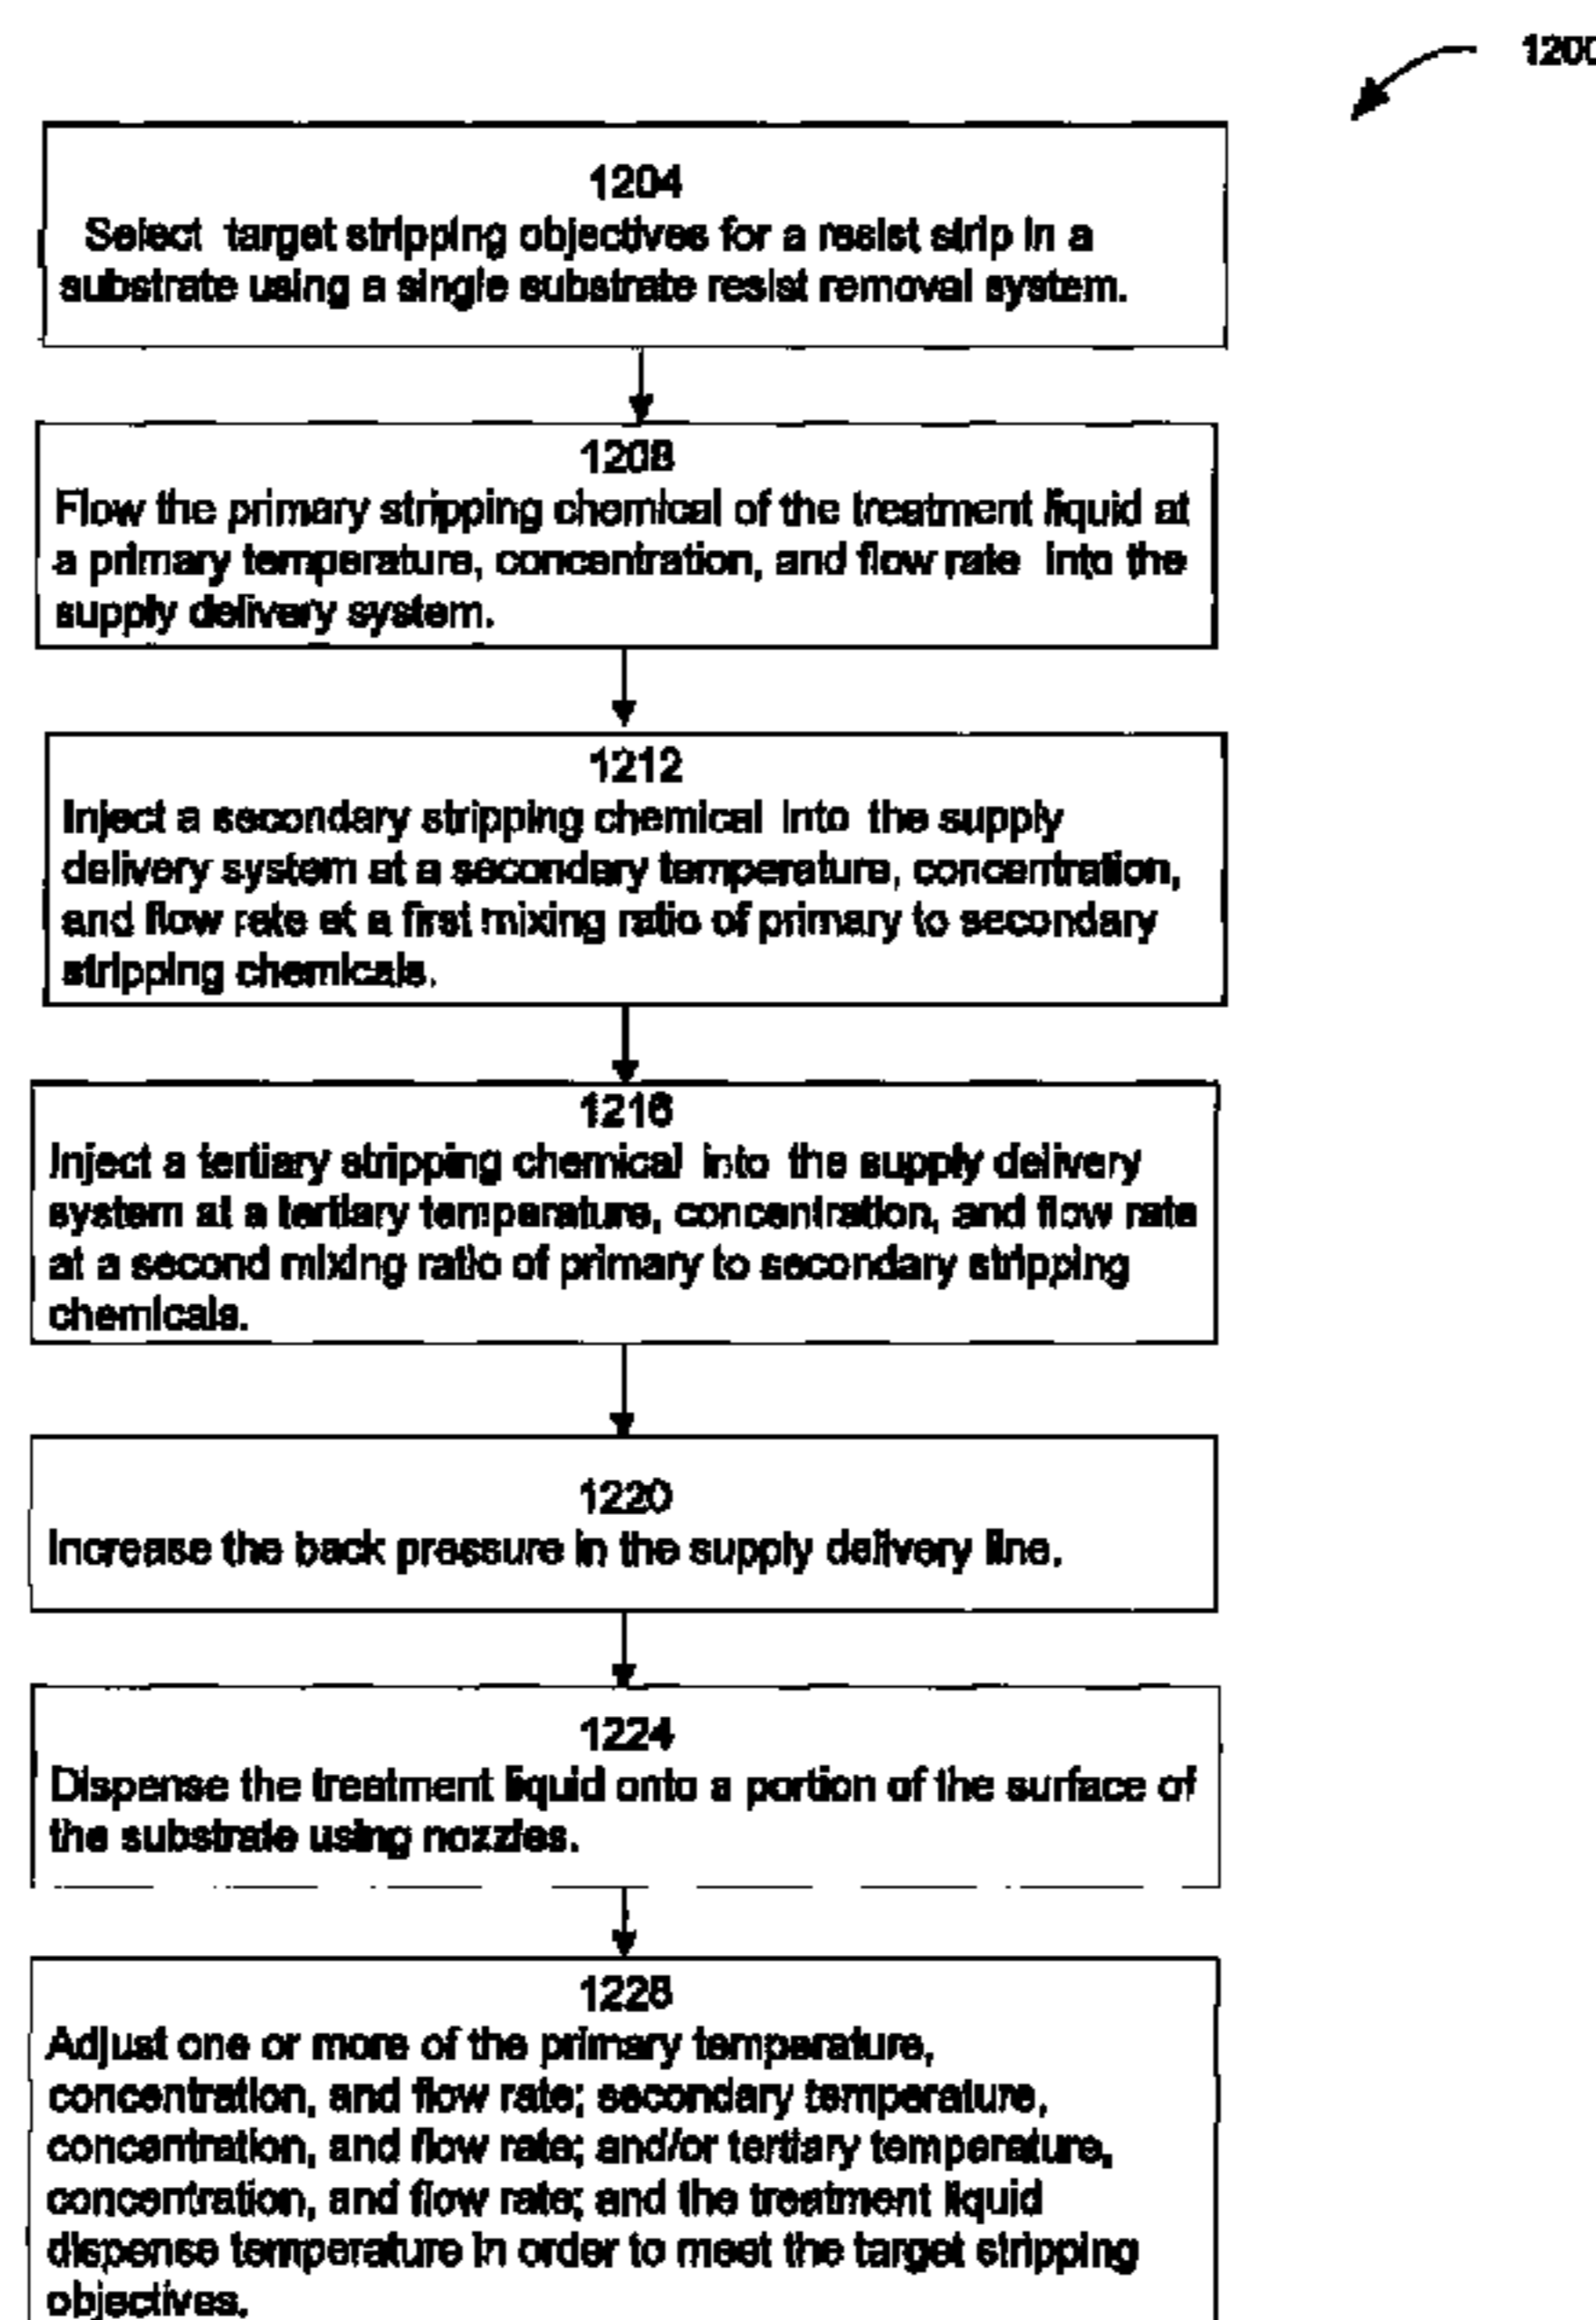 1200
1204
Select target stripping objectives for a resist strip in a
substrate using a single substrate resist removal system.
1208
Flow the primary stripping chemical of the treatment liquid at
a primary temperature, concentration, and flow rate into the
supply delivery system.
1212
Inject a secondary stripping chemical into the supply
delivery system at a secondary temperature, concentration,
and flow rate at a first mixing ratio of primary to secondary
stripping chemicals.
1216
Inject a tertiary stripping chemical into the supply delivery
system at a tertiary temperature, concentration, and flow rate
at a second mixing ratio of primary to secondary stripping
chemicals.
1220
Increase the back pressure in the supply delivery line.
1224
Dispense the treatment liquid onto a portion of the surface of
the substrate using nozzles.
1228
Adjust one or more of the primary temperature,
concentration, and flow rate; secondary temperature,
concentration, and flow rate; and/or tertiary temperature,
concentration, and flow rate; and the treatment liquid
dispense temperature in order to meet the target stripping
objectives.